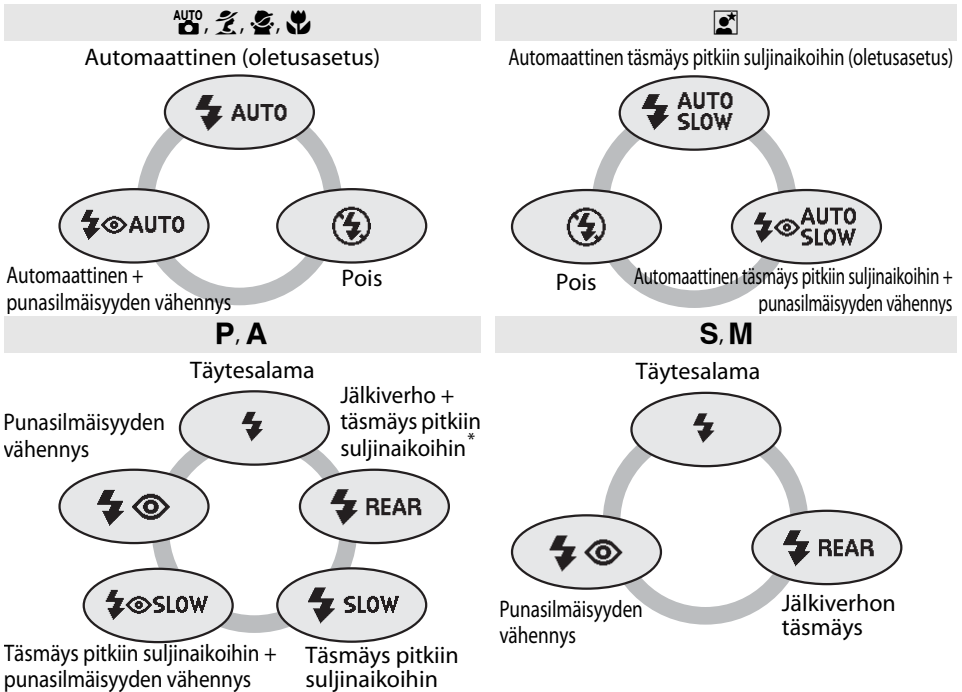 AUTO
, , ,
Automaattinen (oletusasetus)
AUTO
AUTO
Automaattinen +
punasilmäisyyden vähennys
Pois
Automaattinen täsmäys pitkiin suljinaikoihin (oletusasetus)
AUTO
SLOW
Pois
AUTO
SLOW
Automaattinen täsmäys pitkiin suljinaikoihin +
punasilmäisyyden vähennys
P, A
Täytesalama
Punasilmäisyyden
vähennys
Jälkiverho +
täsmäys pitkiin
suljinaikoihin*
REAR
SLOW
SLOW
Täsmäys pitkiin suljinaikoihin +
punasilmäisyyden vähennys
Täsmäys pitkiin
suljinaikoihin
S, M
Täytesalama
REAR
Punasilmäisyyden
vähennys
Jälkiverhon
täsmäys